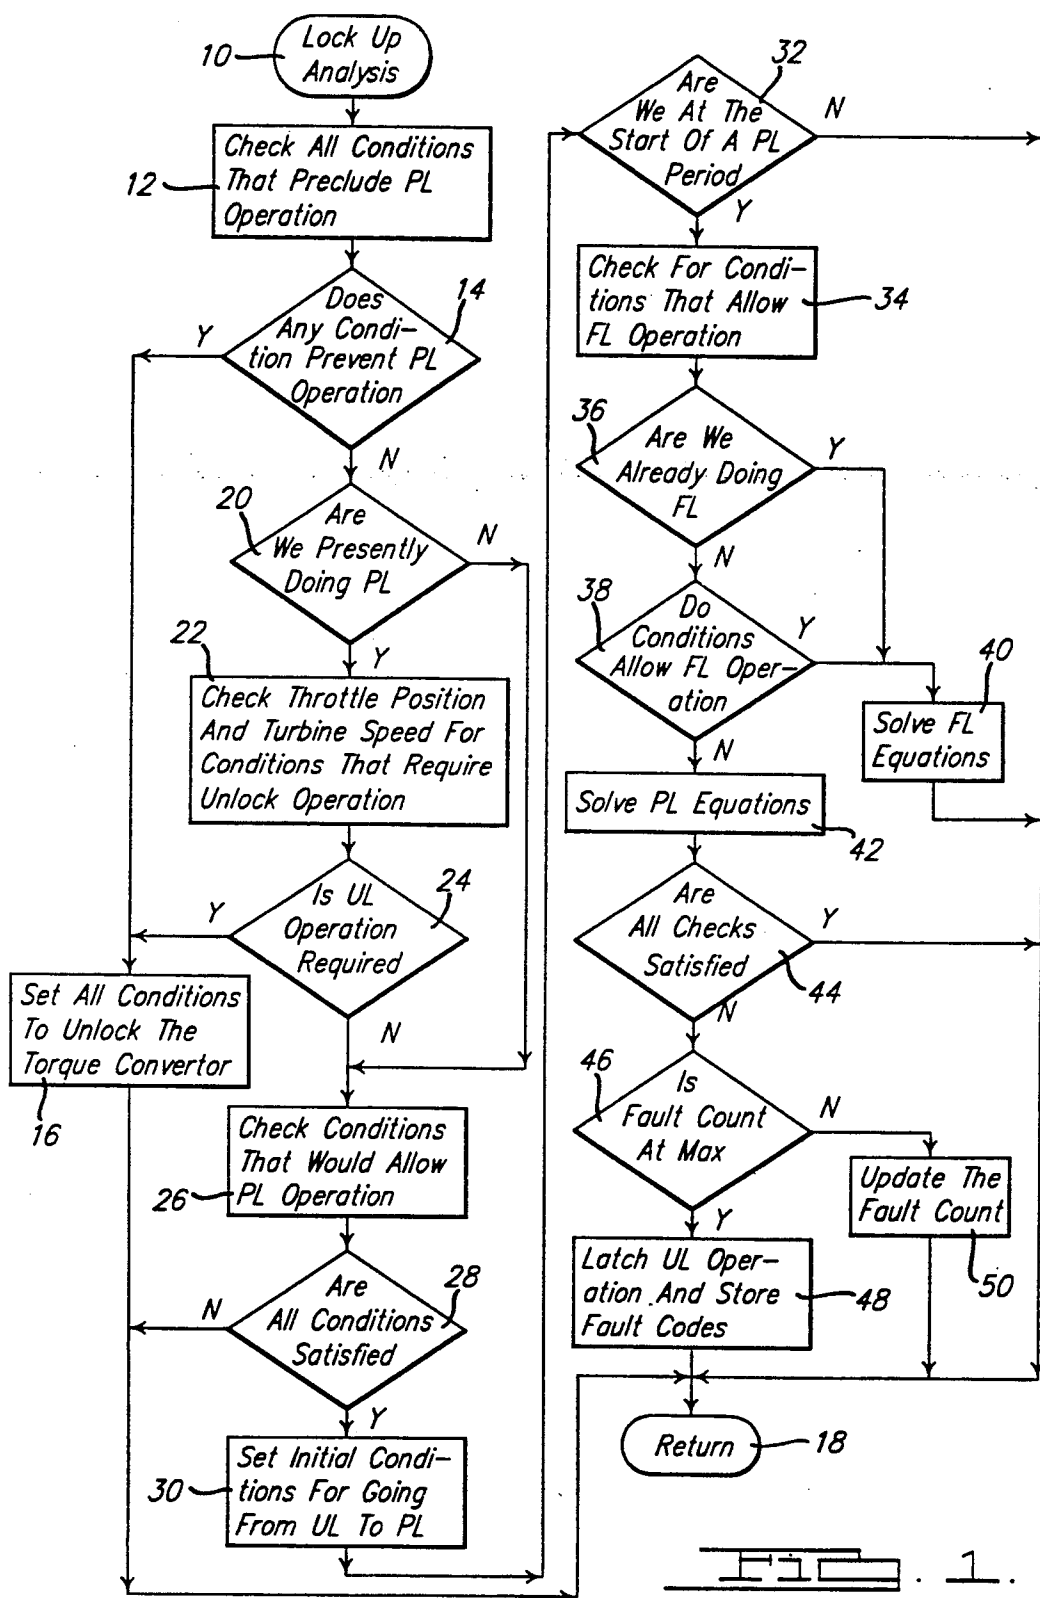 Lock Up
Analysis
10
Check All Conditions
That Preclude PL
Operation
12
Does
Any Condi-
tion Prevent PL
Operation
14
Y
N
20
Are
We Presently
Doing PL
N
Y
22
Check Throttle Position
And Turbine Speed For
Conditions That Require
Unlock Operation
Is UL
Operation
Required
24
Y
N
Set All Conditions
To Unlock The
Torque Convertor
16
Check Conditions
That Would Allow
PL Operation
26
Are
All Conditions
Satisfied
28
N
Y
Set Initial Condi-
tions For Going
From UL To PL
30
32
Are
We At The
Start Of A PL
Period
N
Y
Check For Condi-
tions That Allow
FL Operation
34
36
Are We
Already Doing
FL
Y
N
38
Do
Conditions
Allow FL Oper-
ation
Y
N
40
Solve FL
Equations
Solve PL Equations
42
Are
All Checks
Satisfied
Y
44
N
46
Is
Fault Count
At Max
N
Y
Update The
Fault Count
50
Latch UL Oper-
ation And Store
Fault Codes
48
Return
18
FIG. 1.